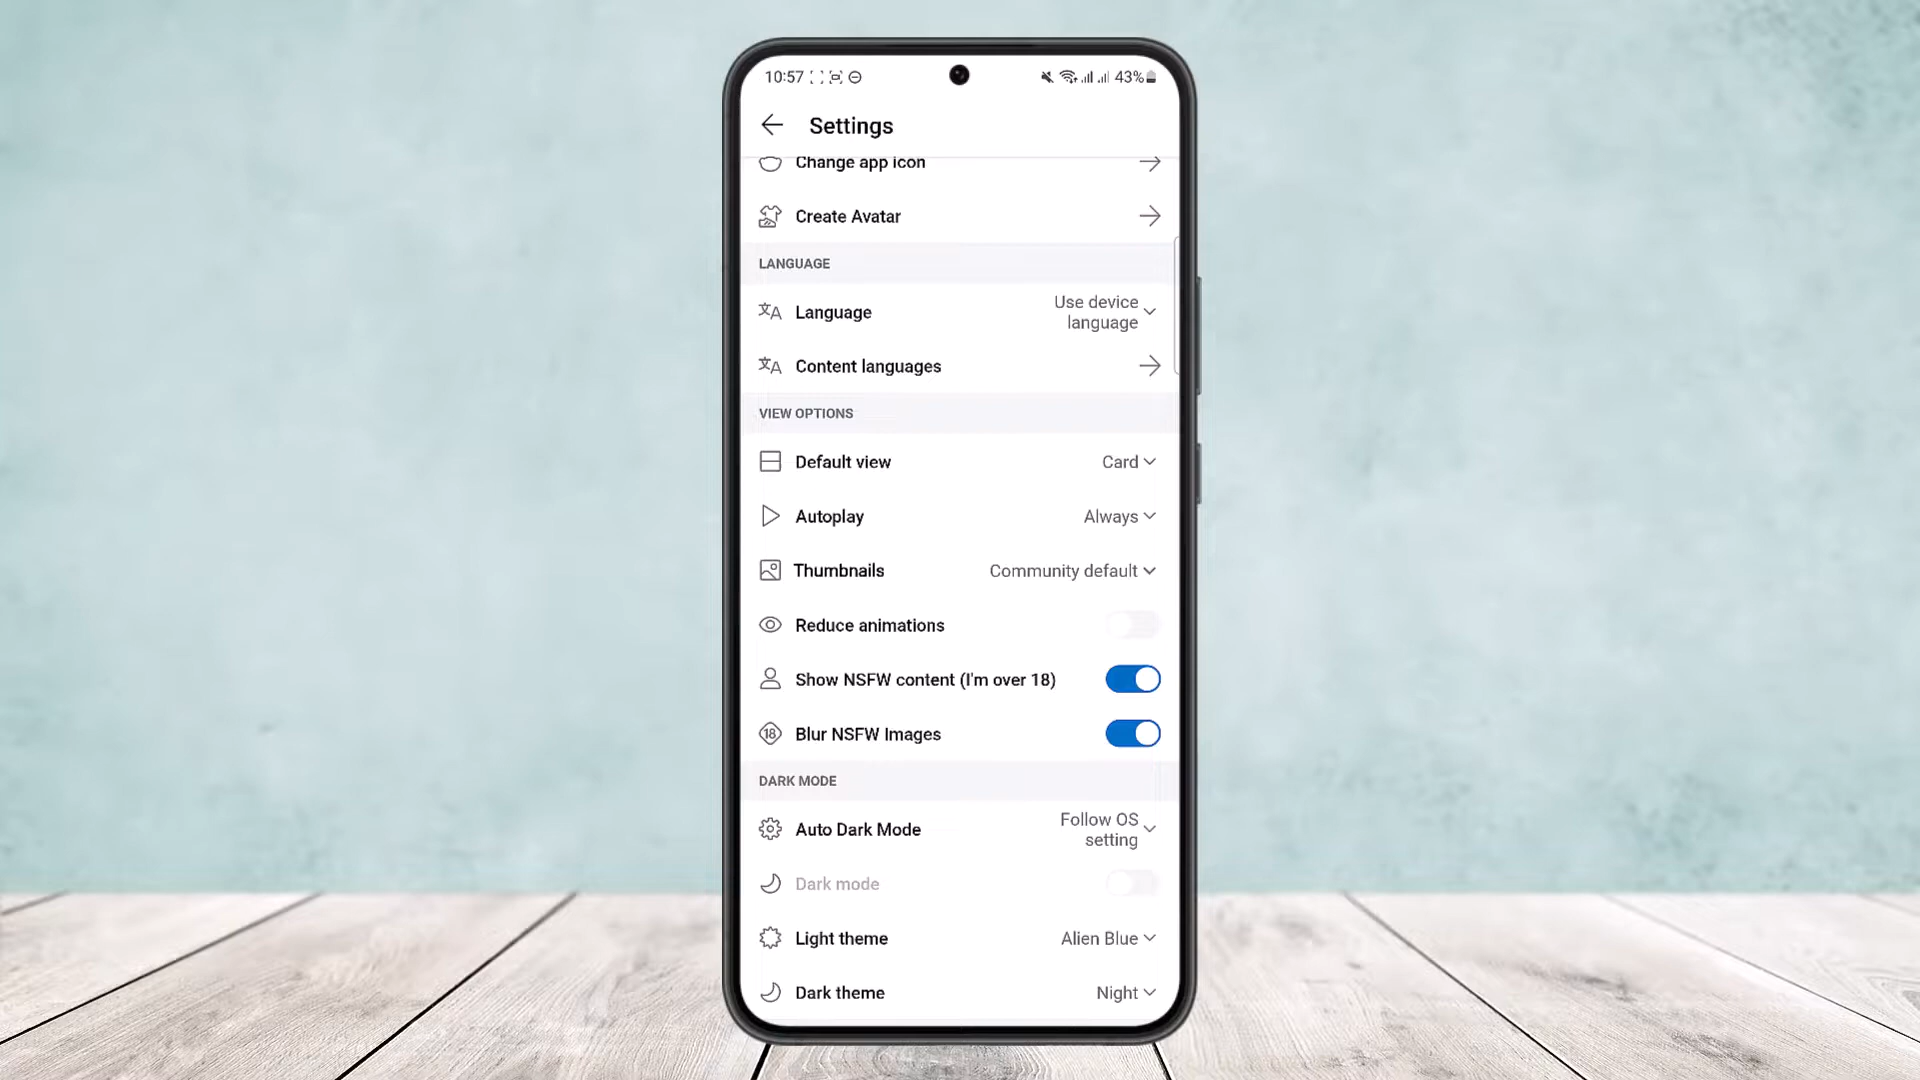 10:57 43%
Settings
Change app icon
Create Avatar
LANGUAGE
Language Use device
language
Content languages
VIEW OPTIONS
Default view Card
Autoplay Always
Thumbnails Community default
Reduce animations
Show NSFW content (I'm over 18)
18 Blur NSFW Images
DARK MODE
Auto Dark Mode Follow OS
setting
Dark mode
Light theme Alien Blue
Dark theme Night